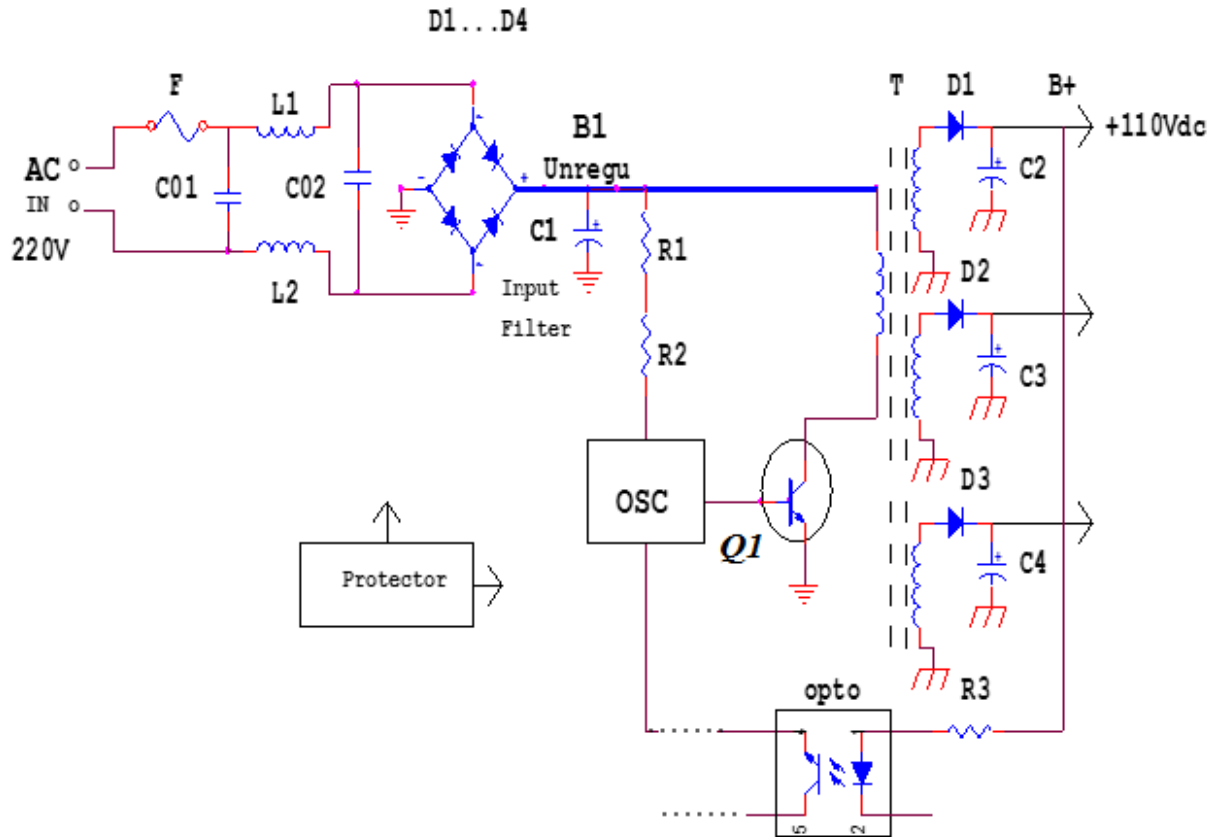 D1...D4
F
L1
T
D1
B+
+110Vdc
B1
Unregu
AC
IN
220V
C01
C02
-
-
+
-
L2
C1
+
Input
Filter
R1
R2
+
C2
D2
+
C3
D3
+
C4
OSC
Q1
Protector
opto
R3
5
2